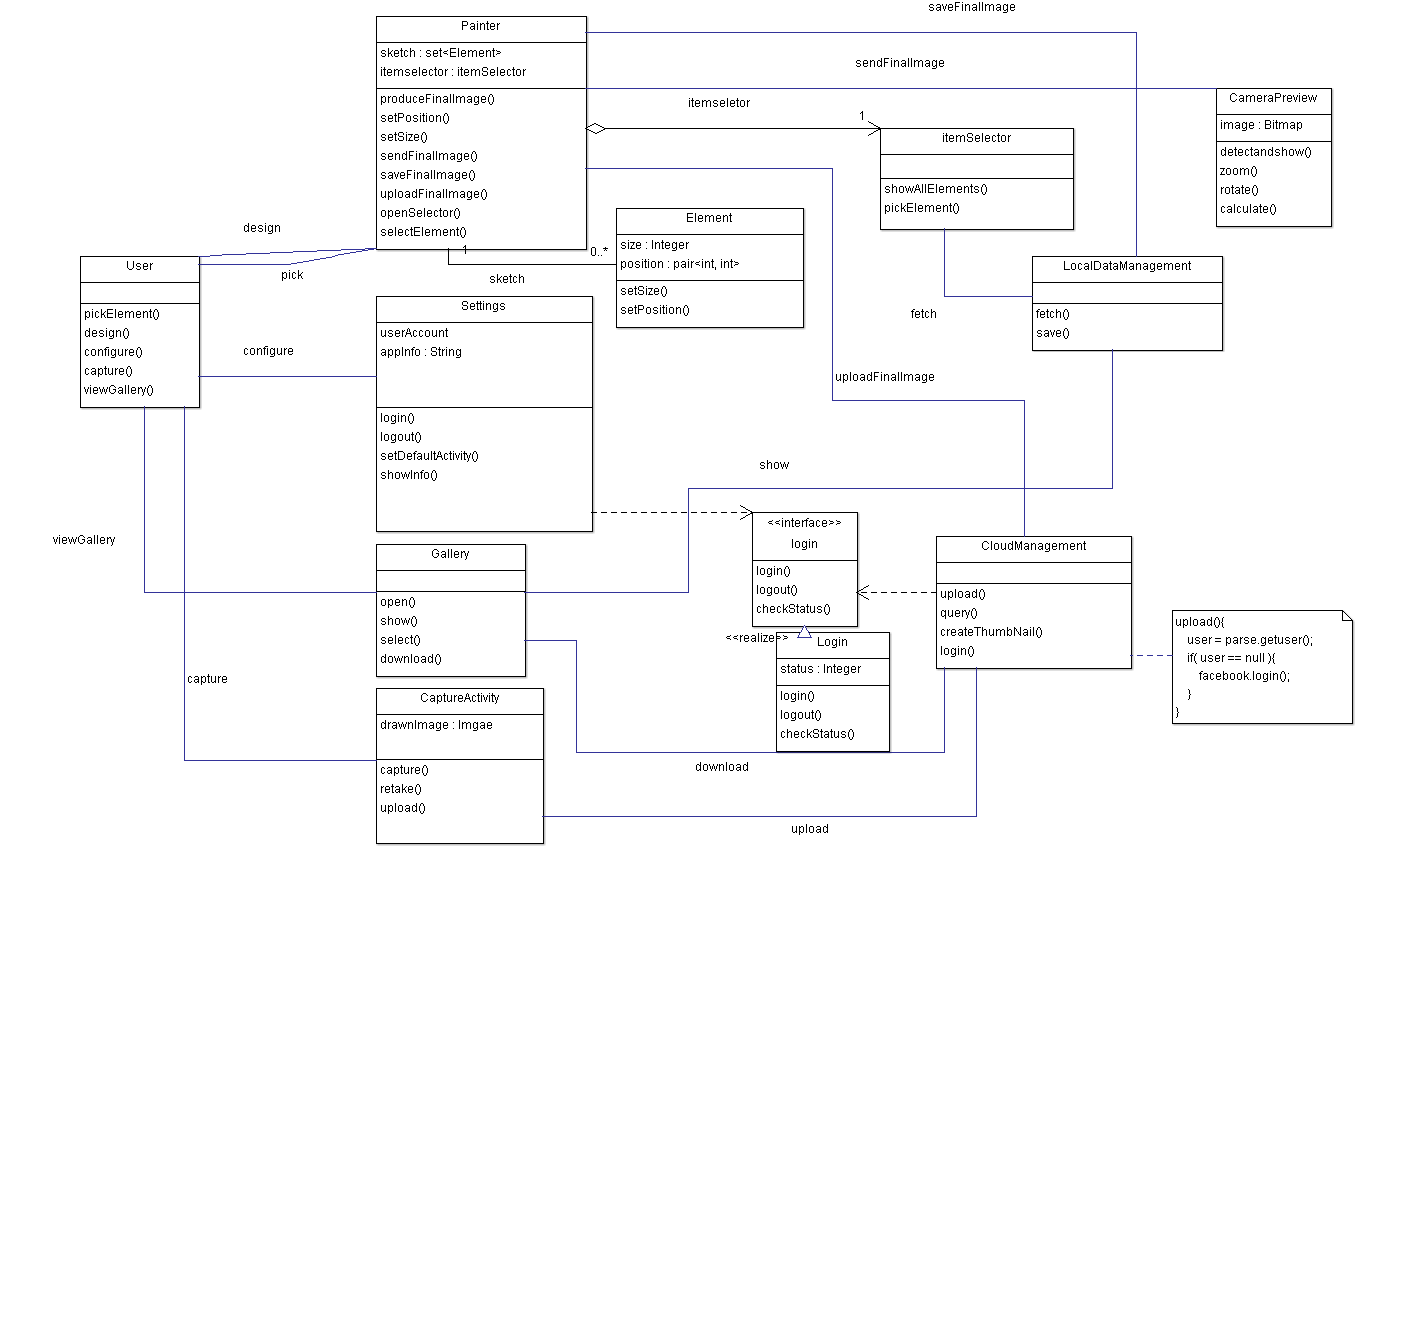 saveFinalImage
Painter
sketch : set<Element>
itemselector : itemSelector
produceFinalImage()
setPosition()
setSize()
sendFinalImage()
saveFinalImage()
uploadFinalImage()
openSelector()
selectElement()
sendFinalImage
itemseletor
1
CameraPreview
image : Bitmap
detectandshow()
zoom()
rotate()
calculate()
itemSelector
showAllElements()
pickElement()
Element
size : Integer
position : pair<int, int>
setSize()
setPosition()
design
pick
1
0..*
sketch
User
pickElement()
design()
configure()
capture()
viewGallery()
LocalDataManagement
fetch()
save()
fetch
configure
Settings
userAccount
appInfo : String
login()
logout()
setDefaultActivity()
showInfo()
uploadFinalImage
show
viewGallery
<<interface>>
login
login()
logout()
checkStatus()
CloudManagement
upload()
query()
createThumbNail()
login()
Gallery
open()
show()
select()
download()
<<realize>>
Login
status : Integer
login()
logout()
checkStatus()
upload(){
user = parse.getuser();
if( user == null ){
facebook.login();
}
}
capture
CaptureActivity
drawnImage : Imgae
capture()
retake()
upload()
download
upload